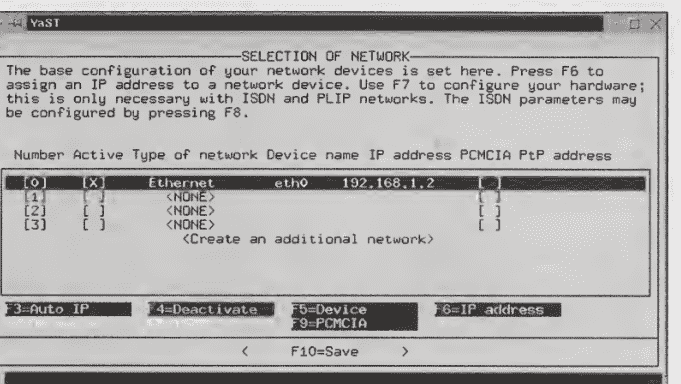 YaST
SELECTION OF NETWORK
The base configuration of your network devices is set here. Press F6 to
assign an IP address to a network device. Use F7 to configure your hardware;
this is only necessary with ISDN and PLIP networks. The ISDN parameters may
be configured by pressing F8.
Number Active Type of network Device name IP address PCMCIA PtP address
[0] [X] Ethernet eth0 192.168.1.2 [ ]
[1] [ ] <NONE> [ ]
[2] [ ] <NONE> [ ]
[3] [ ] <NONE> [ ]
<Create an additional network>
F3=Auto IP F4=Deactivate F5=Device F6=IP address
F9=PCMCIA
< F10=Save >